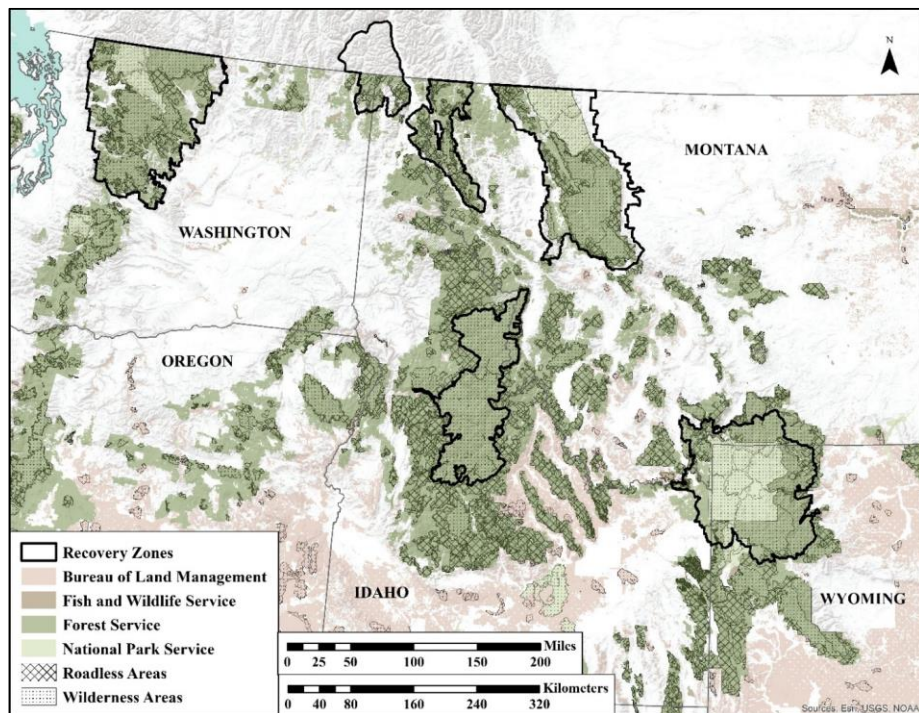 N
MONTANA
WASHINGTON
OREGON
IDAHO
WYOMING
Recovery Zones
Bureau of Land Management
Fish and Wildlife Service
Forest Service
National Park Service
Roadless Areas
Wilderness Areas
Miles
0 25 50 100 150 200
Kilometers
0 40 80 160 240 320
Sources: Esri, USGS, NOAA